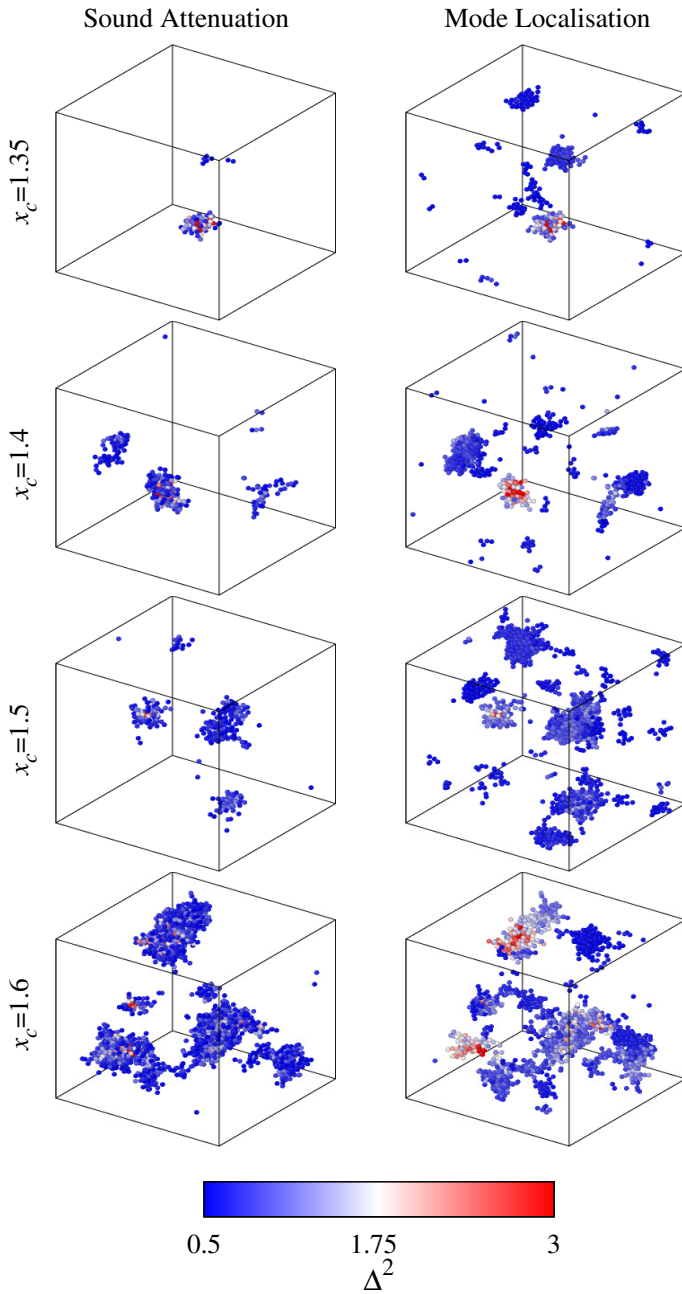 Sound Attenuation Mode Localisation
x_c=1.35
x_c=1.4
x_c=1.5
x_c=1.6
0.5 1.75 3
Δ²